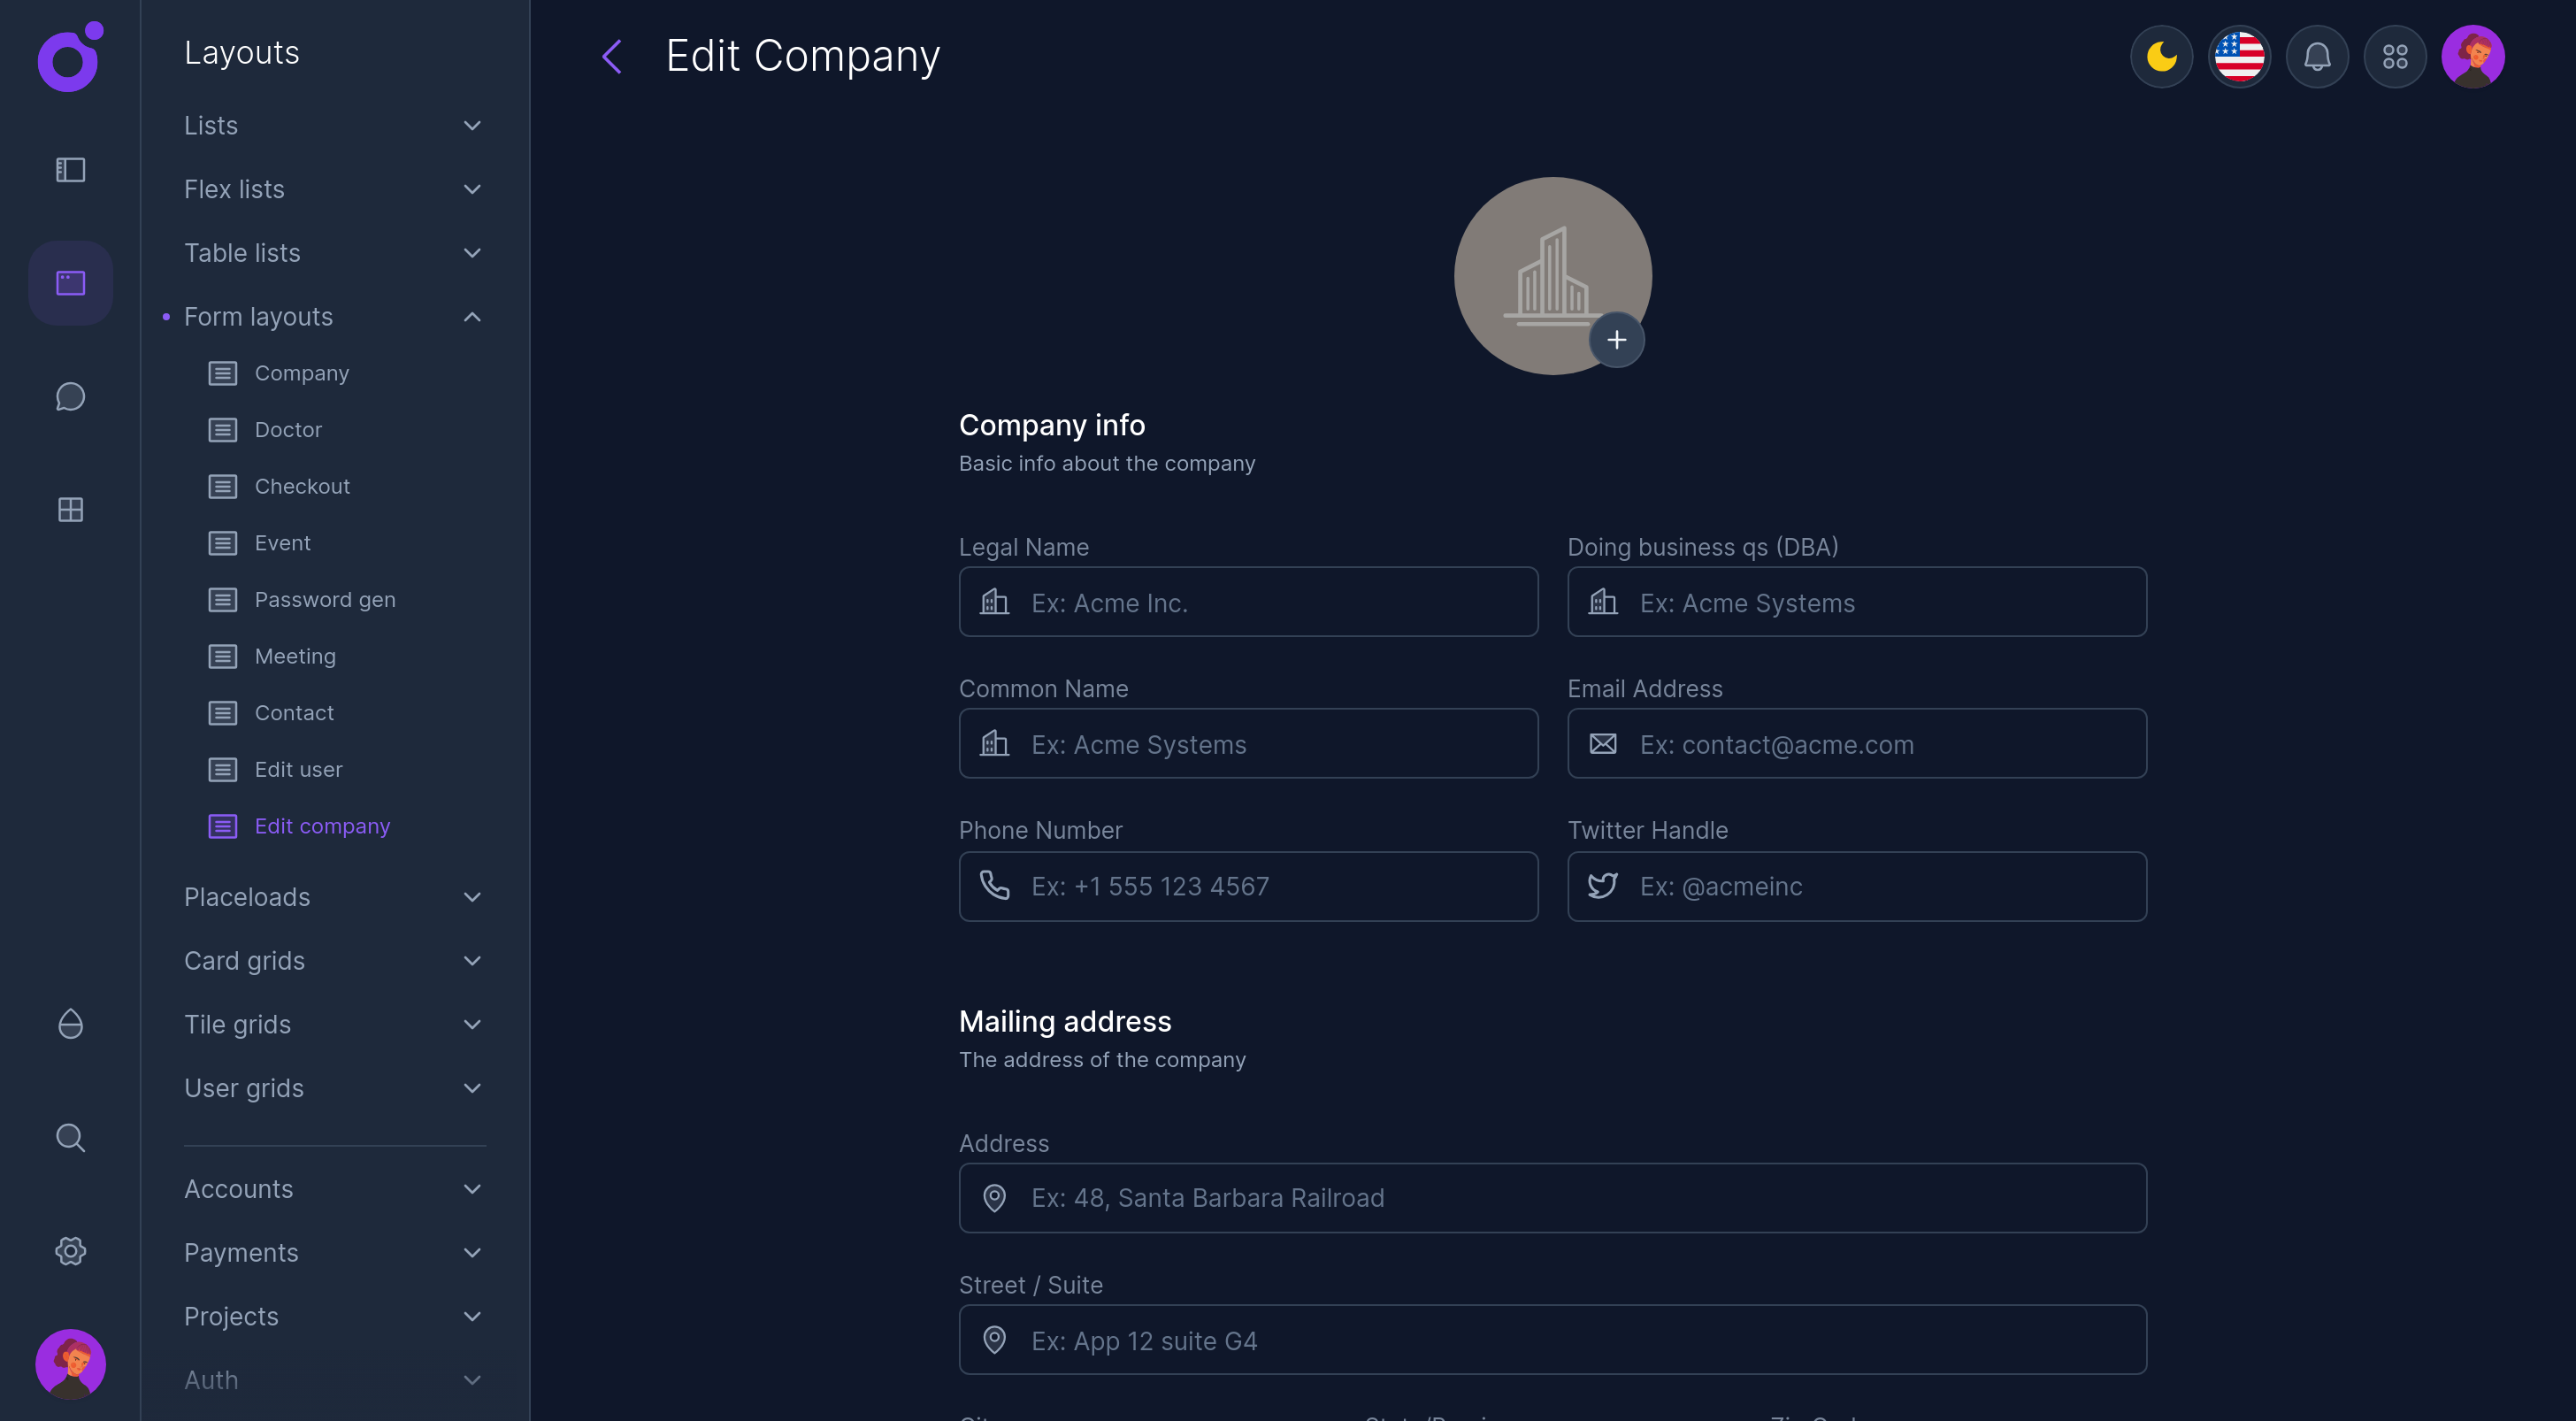 Layouts
Lists
Flex lists
Table lists
Form layouts
Company
Doctor
Checkout
Event
Password gen
Meeting
Contact
Edit user
Edit company
Placeloads
Card grids
Tile grids
User grids
Accounts
Payments
Projects
Auth
Edit Company
Company info
Basic info about the company
Legal Name
Ex: Acme Inc.
Doing business qs (DBA)
Ex: Acme Systems
Common Name
Ex: Acme Systems
Email Address
Ex: contact@acme.com
Phone Number
Ex: +1 555 123 4567
Twitter Handle
Ex: @acmeinc
Mailing address
The address of the company
Address
Ex: 48, Santa Barbara Railroad
Street / Suite
Ex: App 12 suite G4